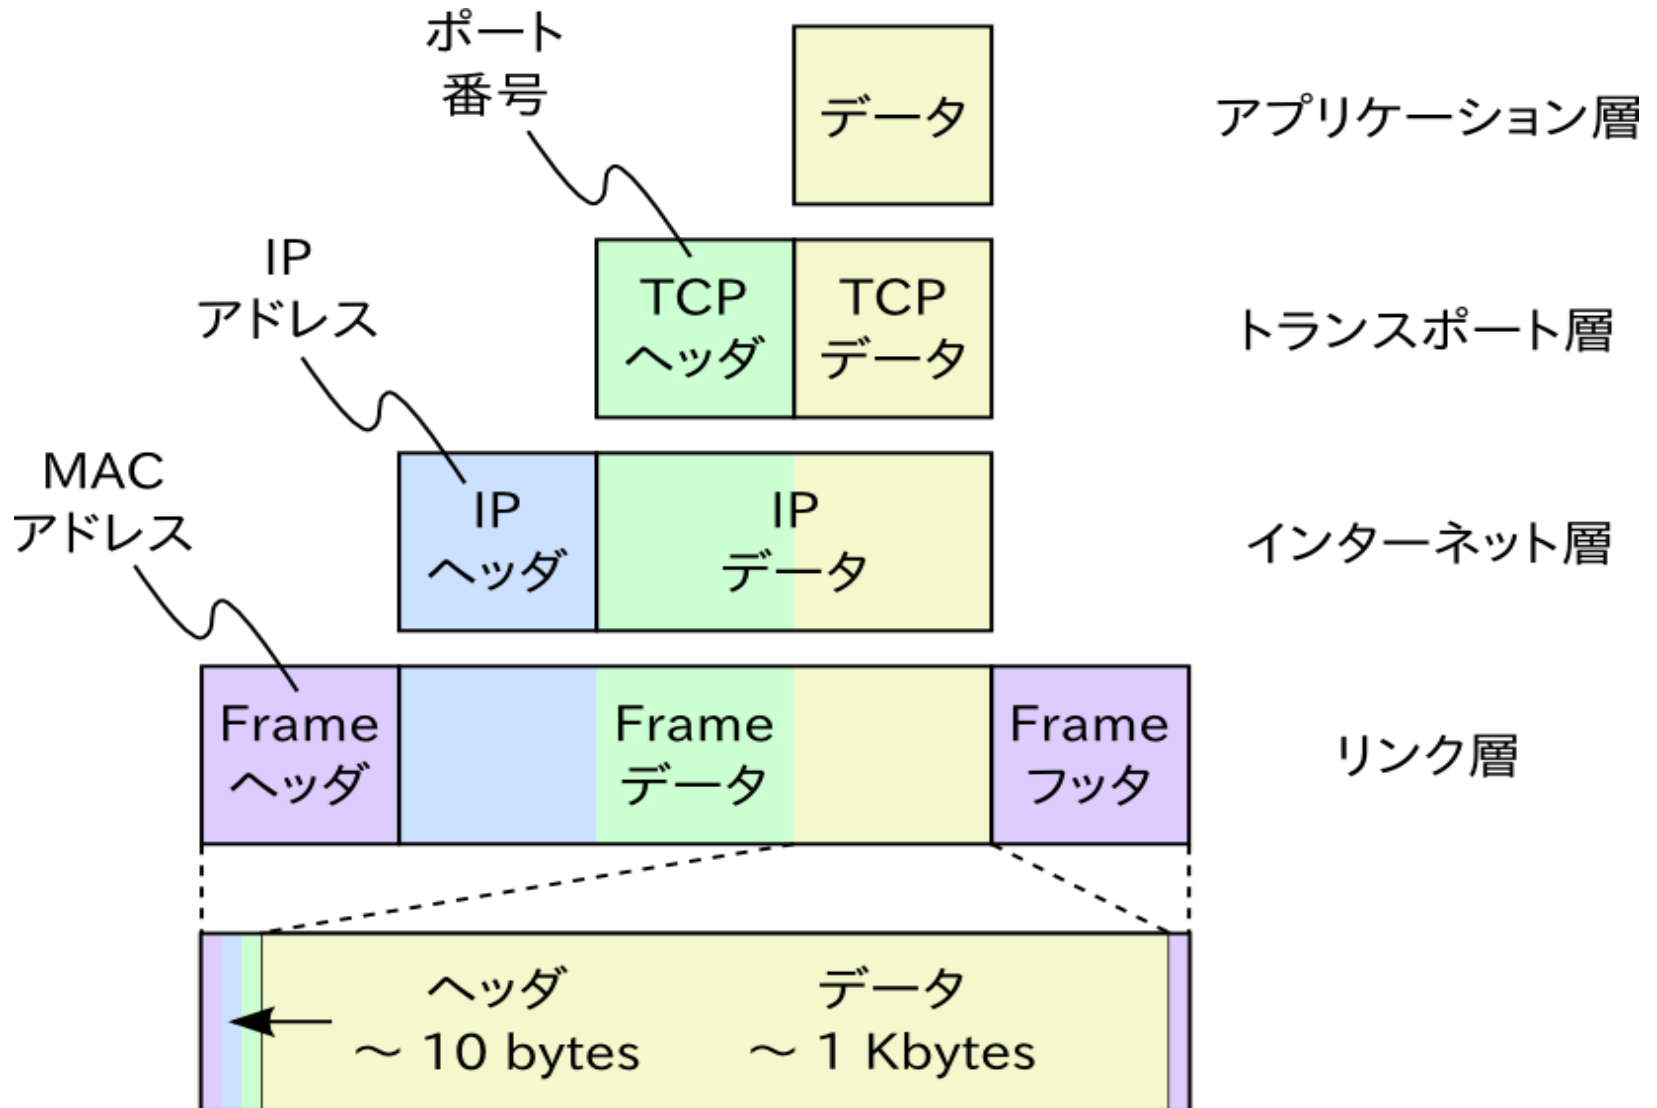 ポート
番号
データ
アプリケーション層
IP
アドレス
TCP
ヘッダ
TCP
データ
トランスポート層
MAC
アドレス
IP
ヘッダ
IP
データ
インターネット層
Frame
ヘッダ
Frame
データ
Frame
フッタ
リンク層
ヘッダ
～ 10 bytes
データ
～ 1 Kbytes